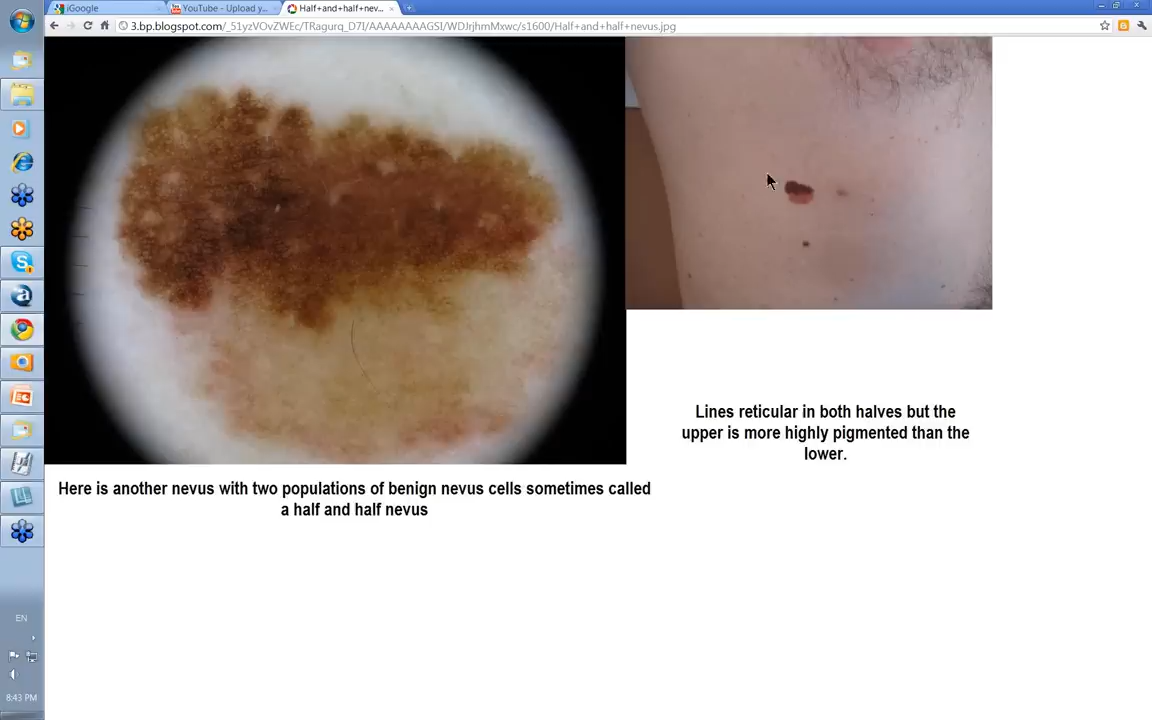 iGoogle
YouTube - Upload y...
Half+and+half+nev...
3.bp.blogspot.com/_51yzVOvZWEc/TRagurq_D7I/AAAAAAAAGSI/WDJrjhmMxwc/s1600/Half+and+half+nevus.jpg
Lines reticular in both halves but the
upper is more highly pigmented than the
lower.
Here is another nevus with two populations of benign nevus cells sometimes called
a half and half nevus
EN
8:43 PM